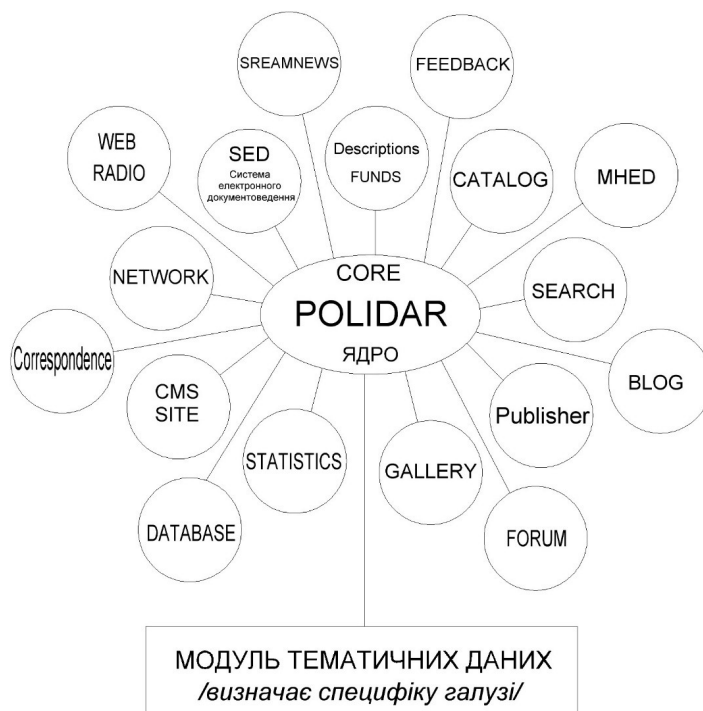 SREAMNEWS
FEEDBACK
WEB
RADIO
SED
Система
електронного
документоведення
Descriptions
FUNDS
CATALOG
MHED
NETWORK
CORE
POLIDAR
ЯДРО
SEARCH
Correspondence
CMS
SITE
BLOG
Publisher
STATISTICS
GALLERY
DATABASE
FORUM
МОДУЛЬ ТЕМАТИЧНИХ ДАНИХ
/визначає специфіку галузі/